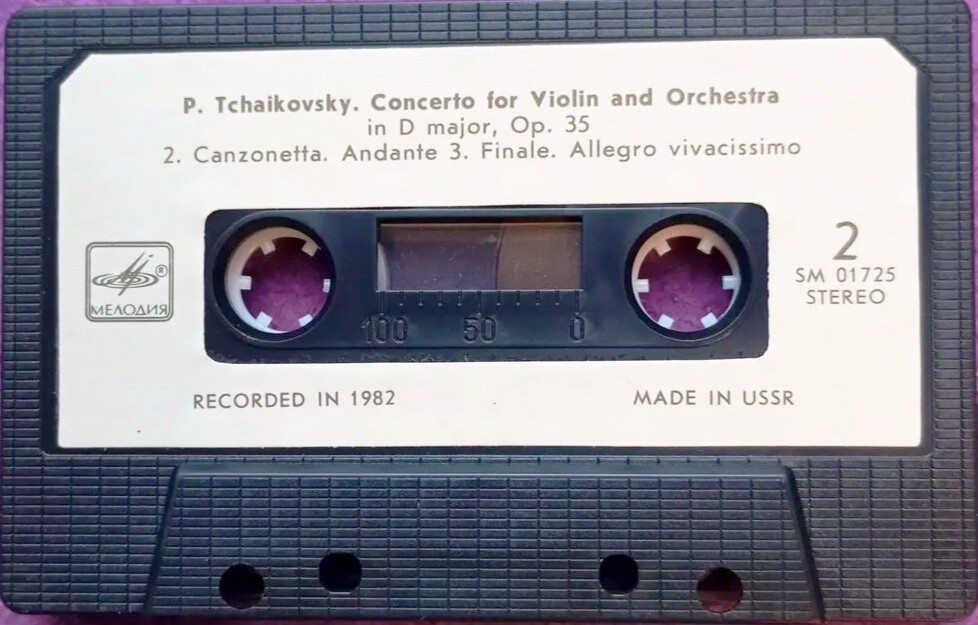 P. Tchaikovsky. Concerto for Violin and Orchestra
in D major, Op. 35
2. Canzonetta. Andante 3. Finale. Allegro vivacissimo
®
МЕЛОДИЯ
2
SM 01725
STEREO
100 50 0
RECORDED IN 1982
MADE IN USSR